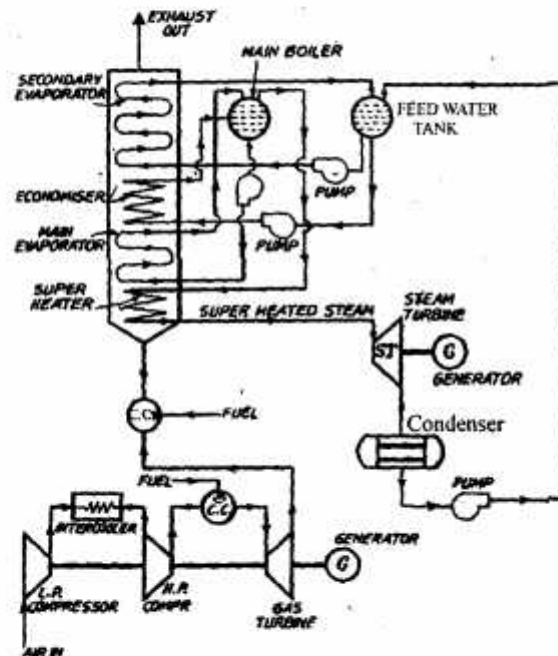 EXHAUST
OUT
MAIN BOILER
SECONDARY
EVAPORATOR
FEED WATER
TANK
PUMP
ECONOMISER
MAIN
EVAPORATOR
PUMP
SUPER
HEATER
SUPER HEATED STEAM
STEAM
TURBINE
S.T
G
GENERATOR
C.C.
FUEL
Condenser
FUEL
C.C.
PUMP
INTERCOOLER
GENERATOR
G
L.P.
COMPRESSOR
H.P.
COMPR
GAS
TURBINE
AIR IN